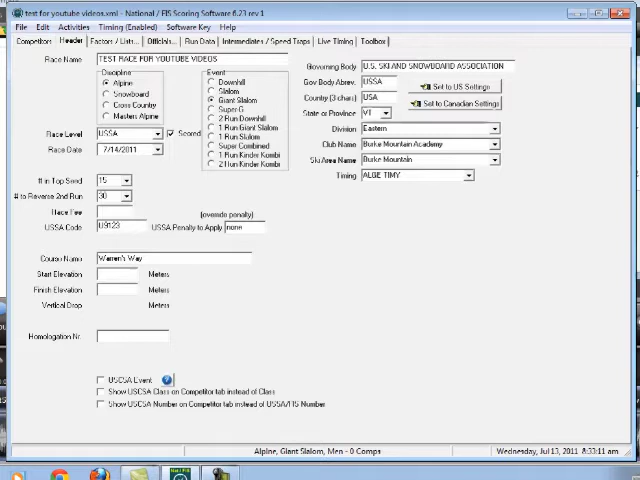 test for youtube videos.xml - National / FIS Scoring Software 6.23 rev 1
File Edit Activities Timing (Enabled) Software Key Help
Competitors Header Factors / Lists... Officials... Run Data Intermediates / Speed Traps Live Timing Toolbox
Race Name TEST RACE FOR YOUTUBE VIDEOS
Discipline
Alpine
Snowboard
Cross Country
Masters Alpine
Event
Downhill
Slalom
Giant Slalom
Super G
2 Run Downhill
1 Run Giant Slalom
1 Run Slalom
Super Combined
1 Run Kinder Kombi
2 Run Kinder Kombi
Race Level USSA Scored
Race Date 7/14/2011
# in Top Seed 15
# to Reverse 2nd Run 30
Race Fee
(override penalty)
USSA Code U9123 USSA Penalty to Apply none
Course Name Warren's Way
Start Elevation Meters
Finish Elevation Meters
Vertical Drop Meters
Homologation Nr.
USCSA Event ?
Show USCSA Class on Competitor tab instead of Class
Show USCSA Number on Competitor tab instead of USSA/FIS Number
Governing Body U.S. SKI AND SNOWBOARD ASSOCIATION
Gov Body Abrev. USSA
Set to US Settings
Country (3 chars) USA
Set to Canadian Settings
State or Province VT
Division Eastern
Club Name Burke Mountain Academy
Ski Area Name Burke Mountain
Timing ALGE TIMY
Alpine, Giant Slalom, Men - 0 Comps
Wednesday, Jul 13, 2011 8:33:11 am